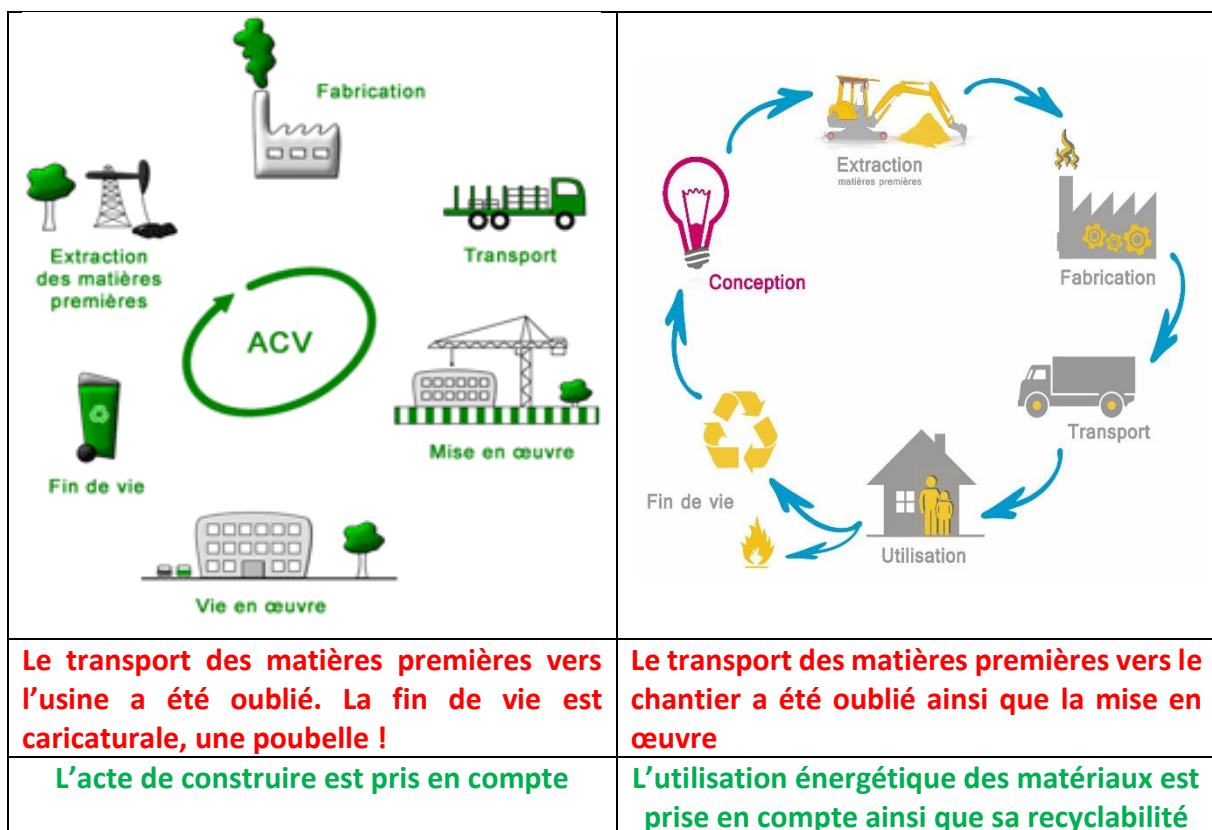 Fabrication
Transport
Extraction
des matières
premières
ACV
Mise en œuvre
Fin de vie
Vie en œuvre
Extraction
matières premières
Fabrication
Conception
Transport
Fin de vie
Utilisation
Le transport des matières premières vers
l’usine a été oublié. La fin de vie est
caricaturale, une poubelle !
Le transport des matières premières vers le
chantier a été oublié ainsi que la mise en
œuvre
L’acte de construire est pris en compte
L’utilisation énergétique des matériaux est
prise en compte ainsi que sa recyclabilité